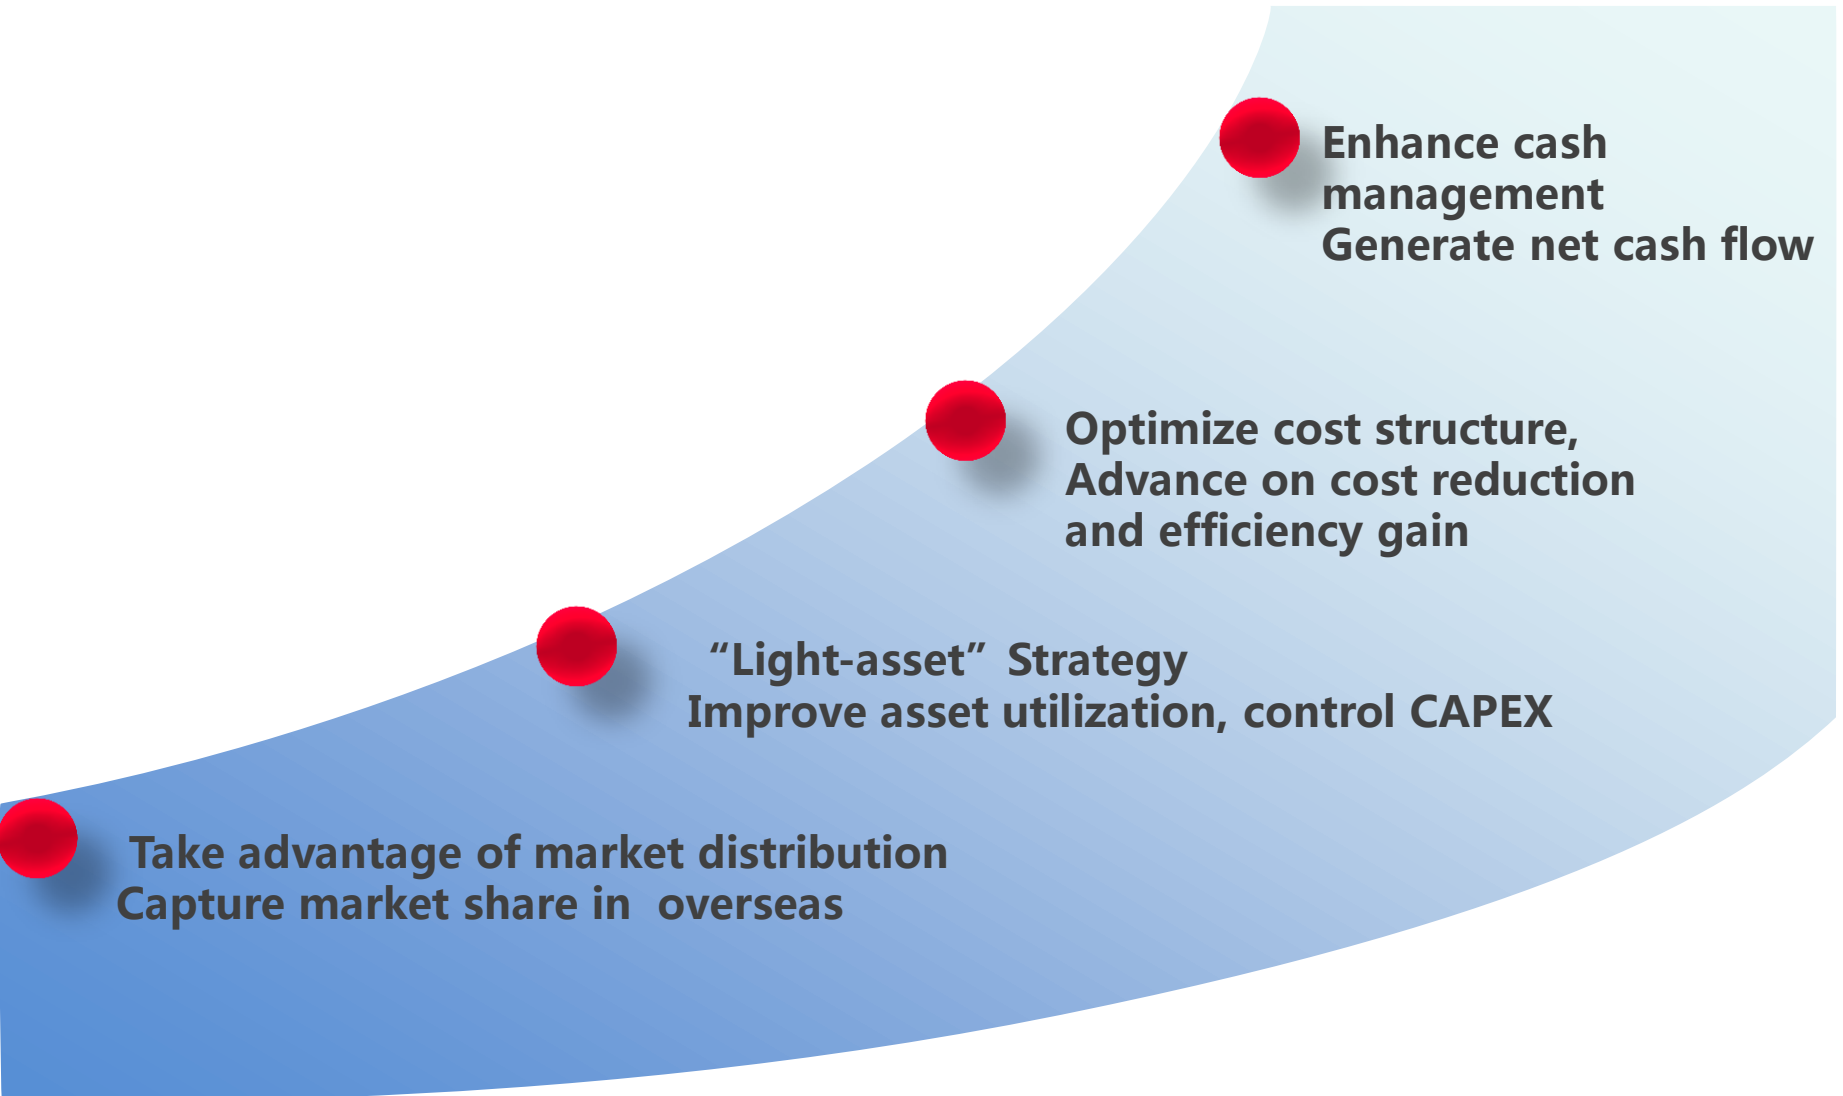 Enhance cash
management
Generate net cash flow
Optimize cost structure,
Advance on cost reduction
and efficiency gain
“Light-asset” Strategy
Improve asset utilization, control CAPEX
Take advantage of market distribution
Capture market share in overseas